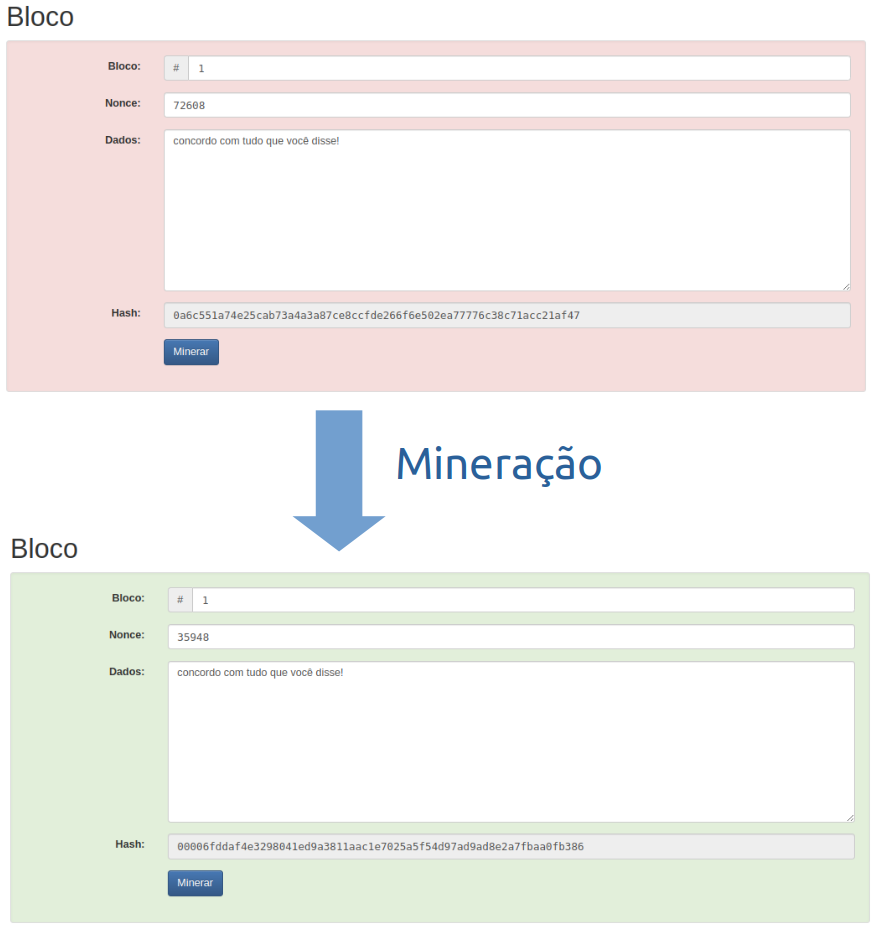 Bloco
Bloco: # 1
Nonce: 72608
Dados: concordo com tudo que você disse!
Hash: 0a6c551a74e25cab73a4a3a87ce8ccfde266f6e502ea77776c38c71acc21af47
Minerar
Mineração
Bloco
Bloco: # 1
Nonce: 35948
Dados: concordo com tudo que você disse!
Hash: 00006fddaf4e3298041ed9a3811aac1e7025a5f54d97ad9ad8e2a7fbaa0fb386
Minerar